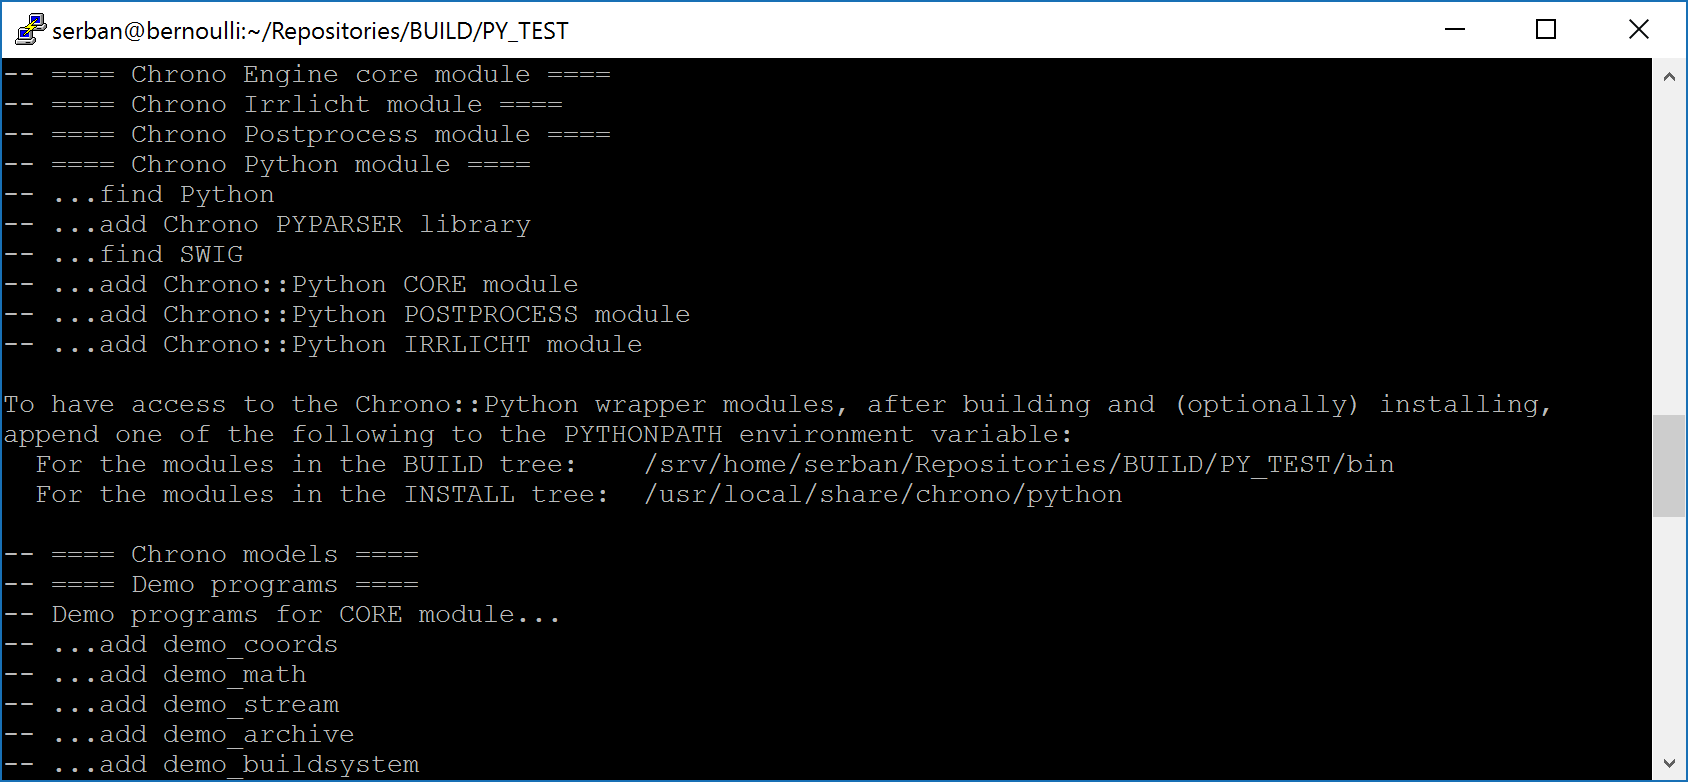 serban@bernoulli:~/Repositories/BUILD/PY_TEST
-- ==== Chrono Engine core module ====
-- ==== Chrono Irrlicht module ====
-- ==== Chrono Postprocess module ====
-- ==== Chrono Python module ====
-- ...find Python
-- ...add Chrono PYPARSER library
-- ...find SWIG
-- ...add Chrono::Python CORE module
-- ...add Chrono::Python POSTPROCESS module
-- ...add Chrono::Python IRRLICHT module
To have access to the Chrono::Python wrapper modules, after building and (optionally) installing,
append one of the following to the PYTHONPATH environment variable:
  For the modules in the BUILD tree:    /srv/home/serban/Repositories/BUILD/PY_TEST/bin
  For the modules in the INSTALL tree:  /usr/local/share/chrono/python
-- ==== Chrono models ====
-- ==== Demo programs ====
-- Demo programs for CORE module...
-- ...add demo_coords
-- ...add demo_math
-- ...add demo_stream
-- ...add demo_archive
-- ...add demo_buildsystem